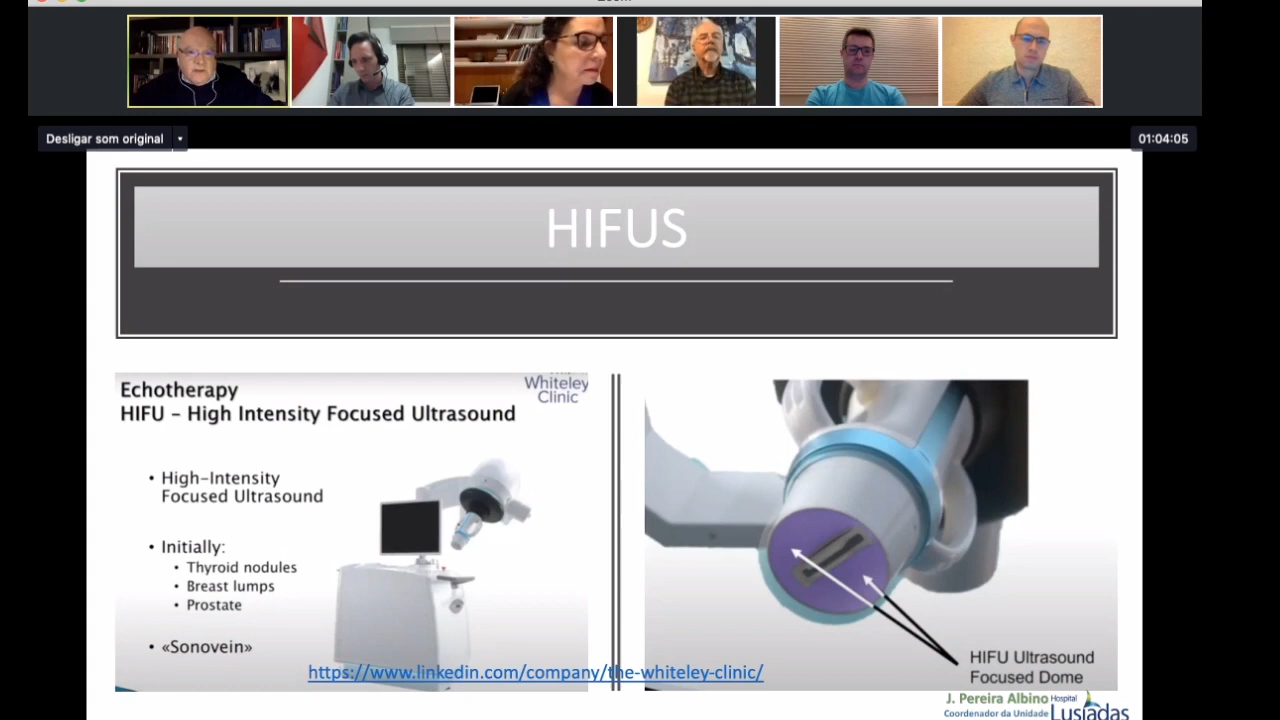 Desligar som original
01:04:05
HIFUS
Echotherapy
HIFU – High Intensity Focused Ultrasound
Whiteley
Clinic
• High-Intensity
Focused Ultrasound
• Initially:
• Thyroid nodules
• Breast lumps
• Prostate
• «Sonovein»
https://www.linkedin.com/company/the-whiteley-clinic/
HIFU Ultrasound
Focused Dome
J. Pereira Albino
Coordenador da Unidade
Hospital
Lusíadas